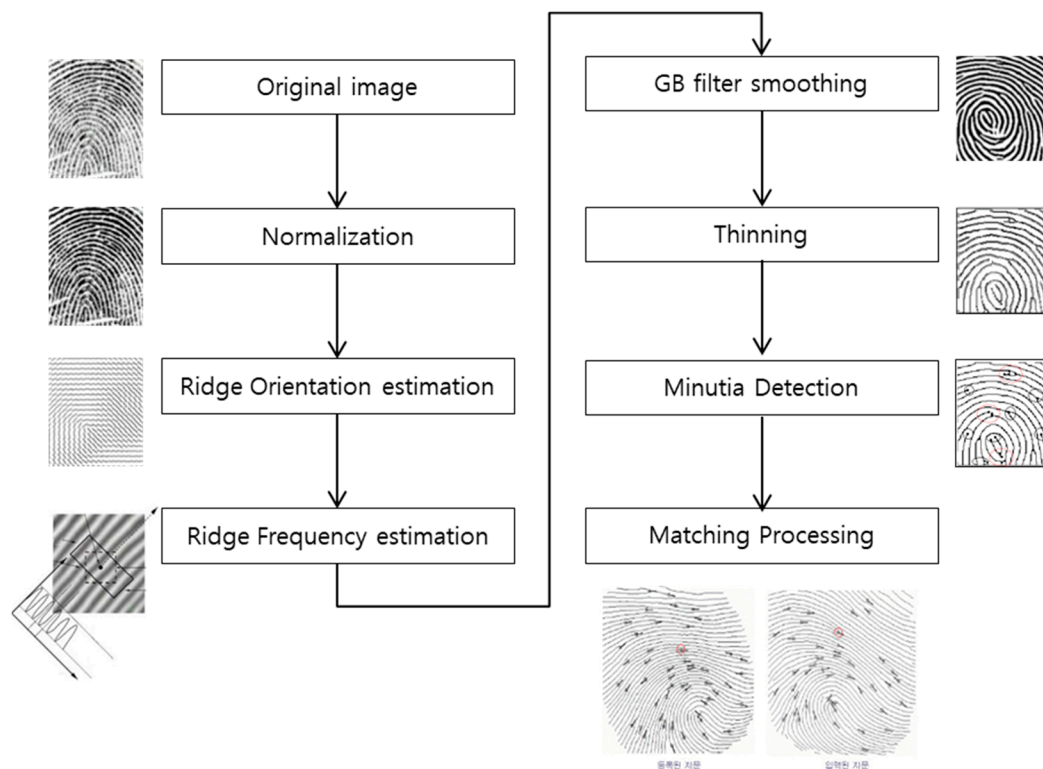 Original image
Normalization
Ridge Orientation estimation
Ridge Frequency estimation
GB filter smoothing
Thinning
Minutia Detection
Matching Processing
등록된 지문
입력된 지문